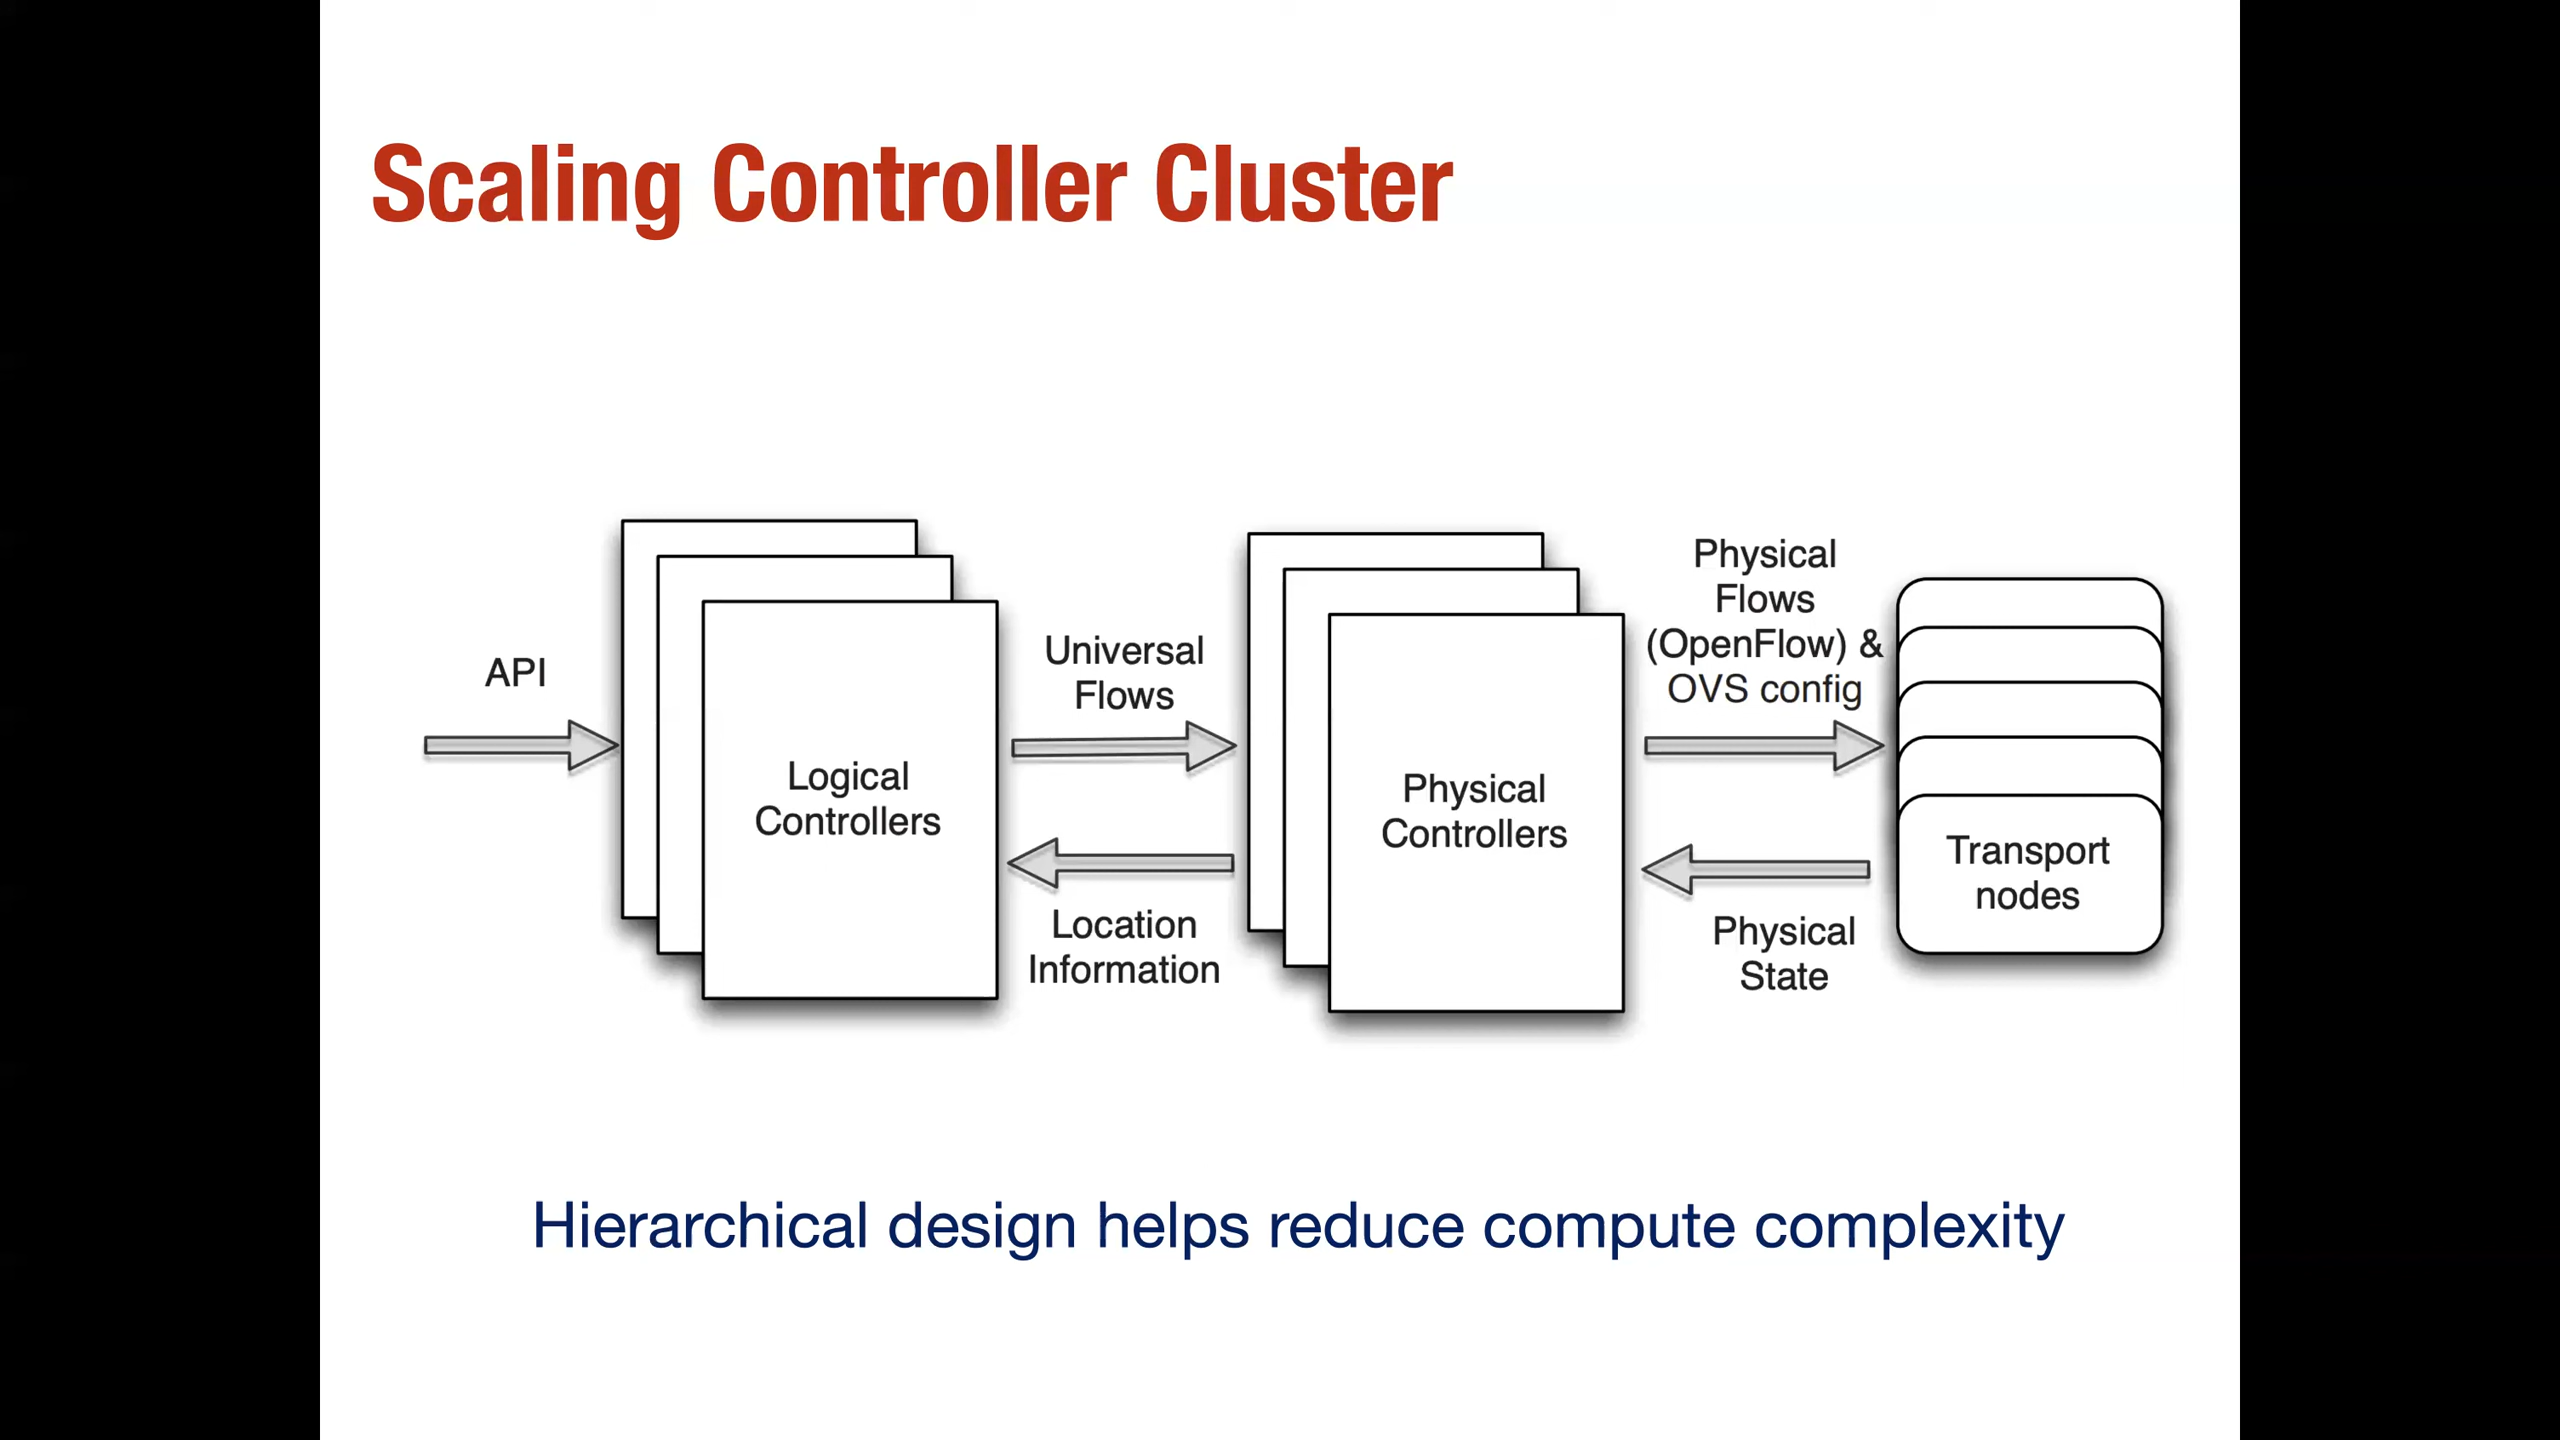 Scaling Controller Cluster
API
Logical
Controllers
Universal
Flows
Location
Information
Physical
Controllers
Physical
Flows
(OpenFlow) &
OVS config
Physical
State
Transport
nodes
Hierarchical design helps reduce compute complexity